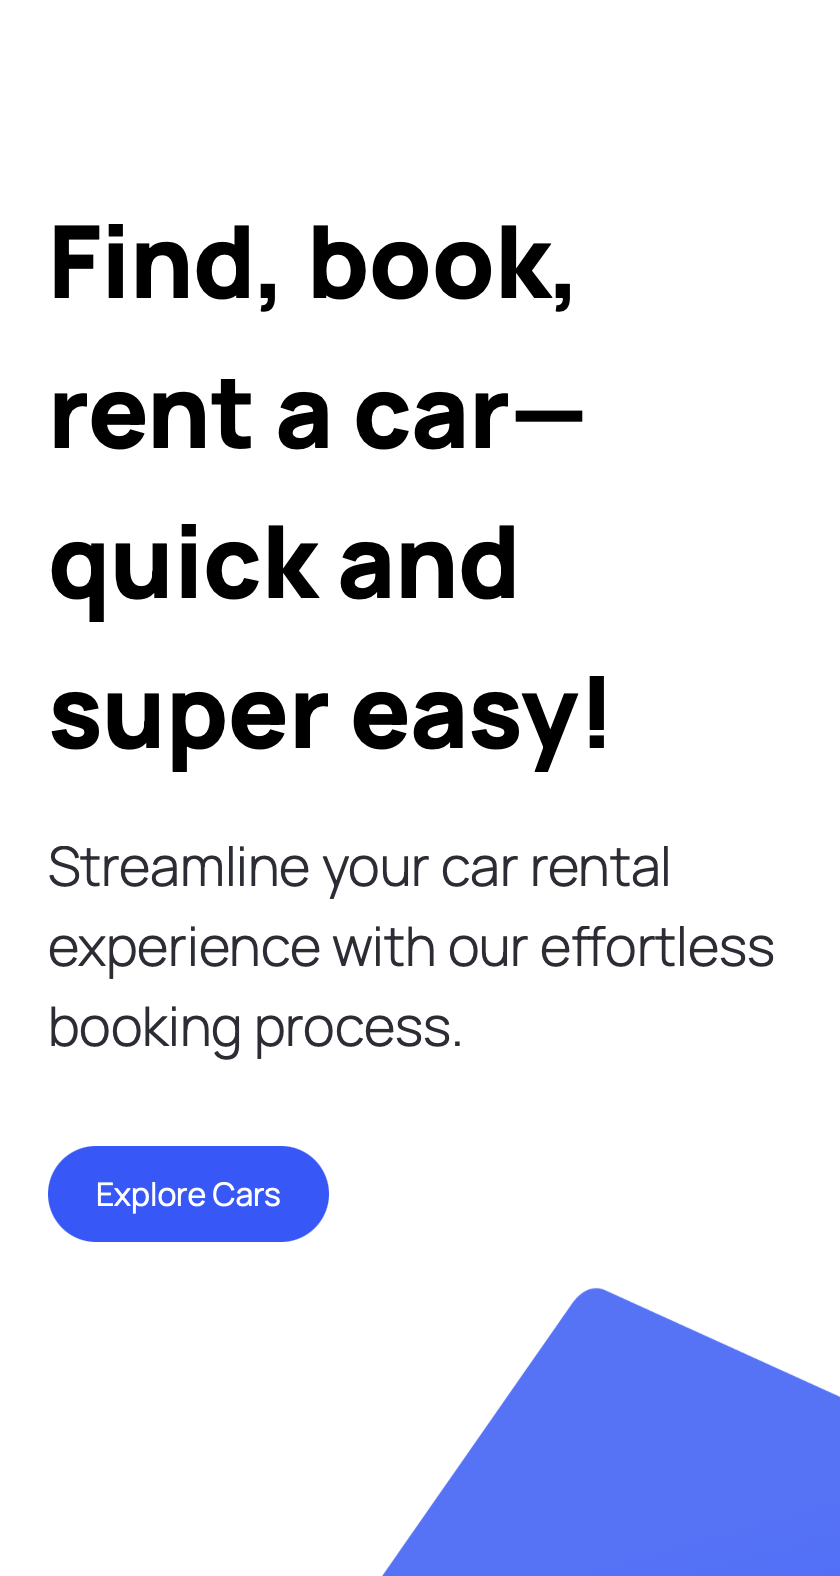 Find, book,
rent a car—
quick and
super easy!
Streamline your car rental
experience with our effortless
booking process.
Explore Cars